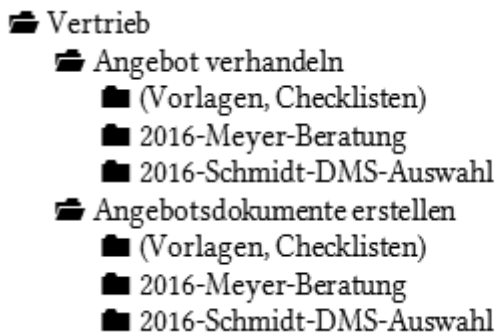 Vertrieb
Angebot verhandeln
(Vorlagen, Checklisten)
2016-Meyer-Beratung
2016-Schmidt-DMS-Auswahl
Angebotsdokumente erstellen
(Vorlagen, Checklisten)
2016-Meyer-Beratung
2016-Schmidt-DMS-Auswahl